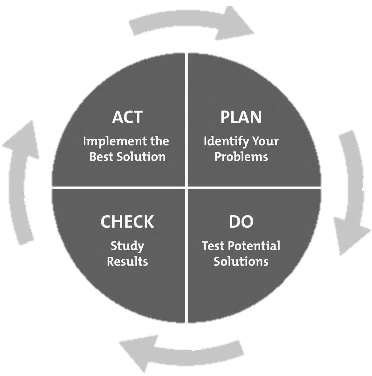 ACT
Implement the
Best Solution
PLAN
Identify Your
Problems
CHECK
Study
Results
DO
Test Potential
Solutions